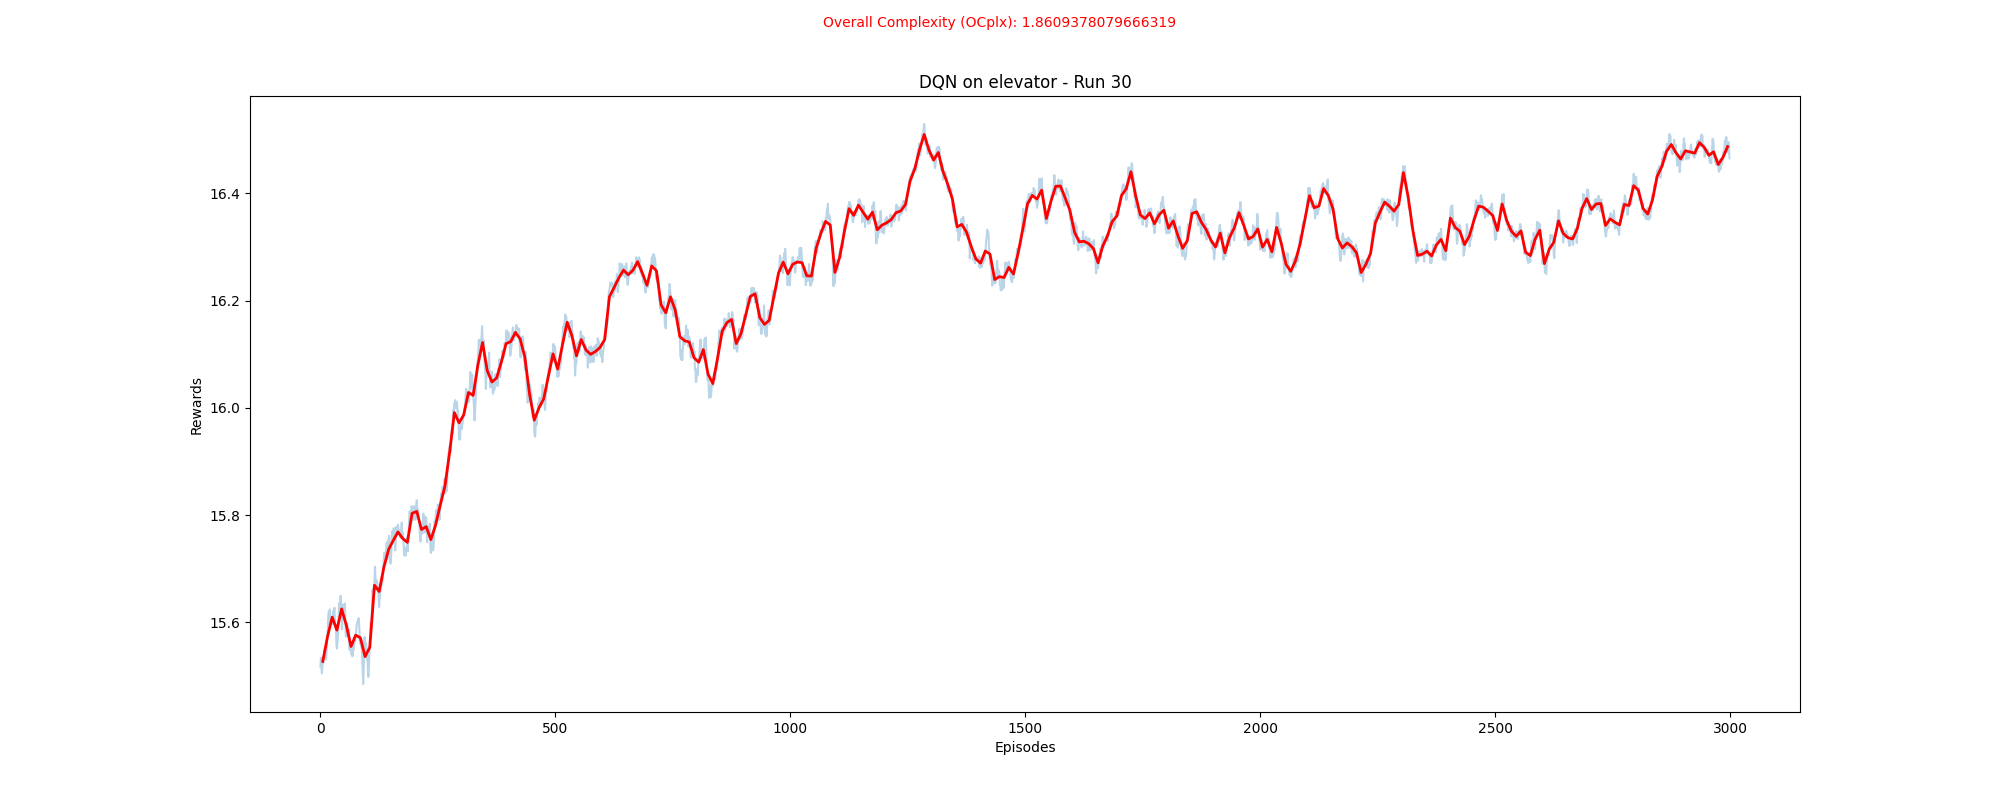 Overall Complexity (OCplx): 1.8609378079666319
DQN on elevator - Run 30
16.4
16.2
16.0
15.8
15.6
Rewards
0 500 1000 1500 2000 2500 3000
Episodes